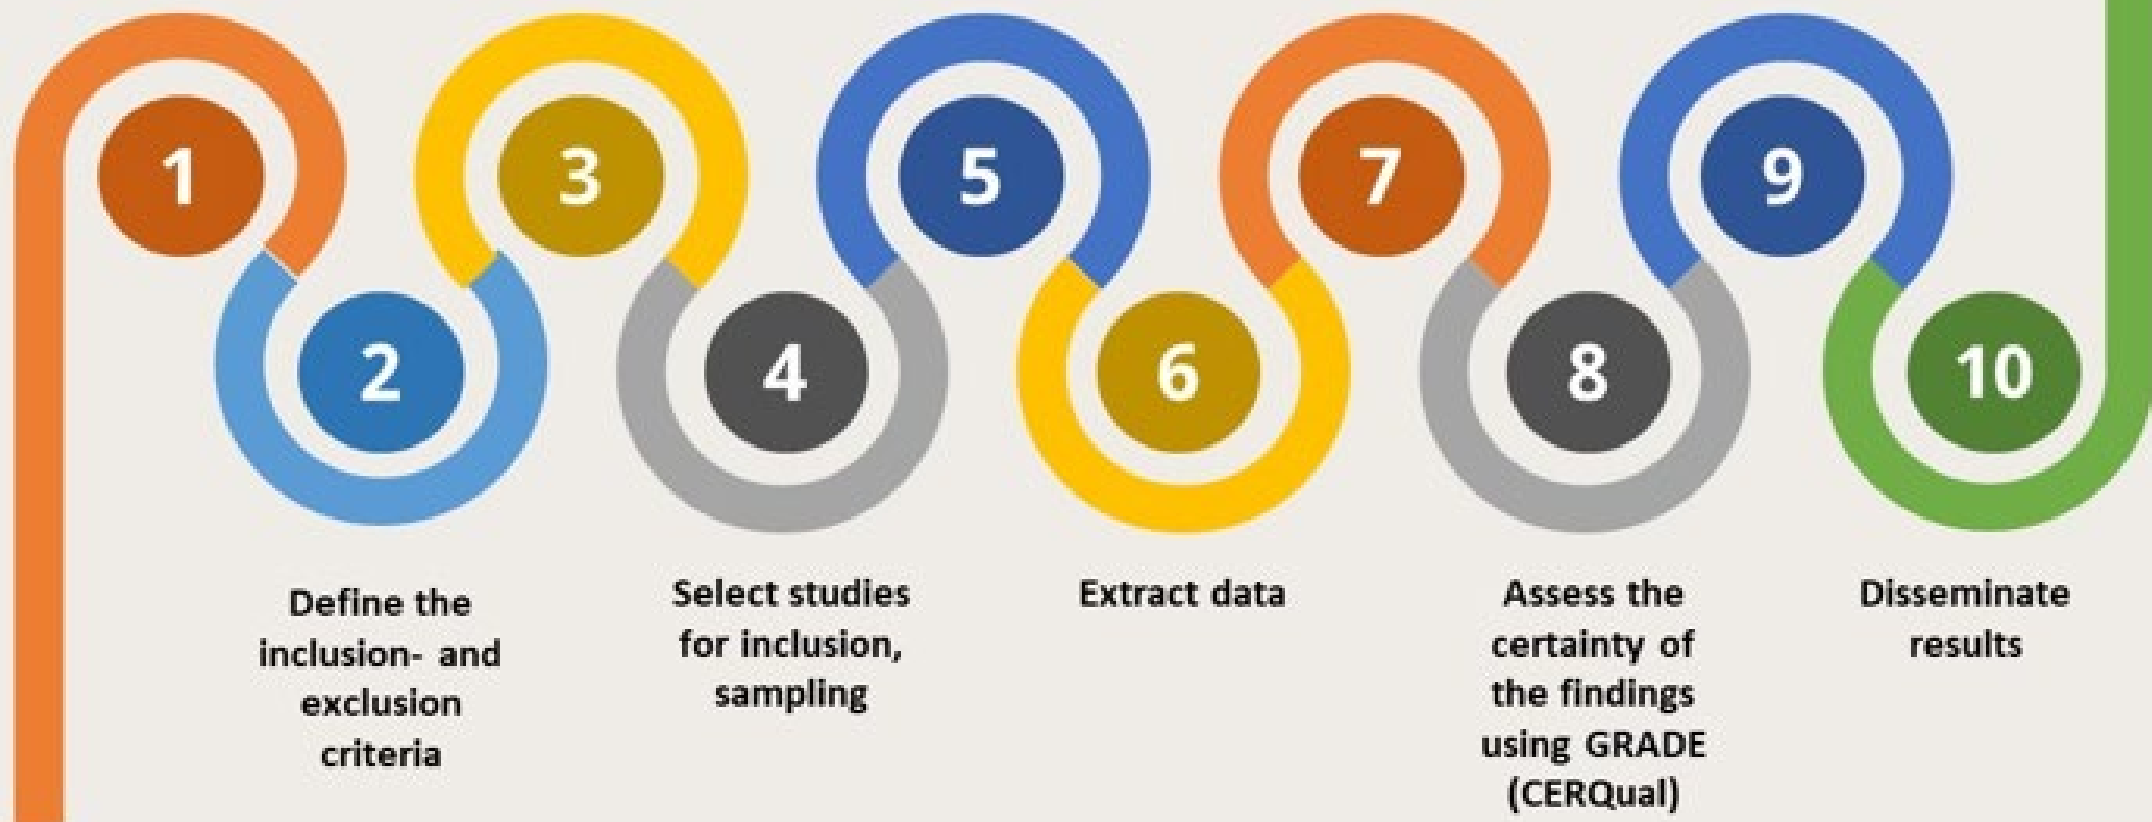 1
3
5
7
9
2
4
6
8
10
Define the
inclusion- and
exclusion
criteria
Select studies
for inclusion,
sampling
Extract data
Assess the
certainty of
the findings
using GRADE
(CERQual)
Disseminate
results